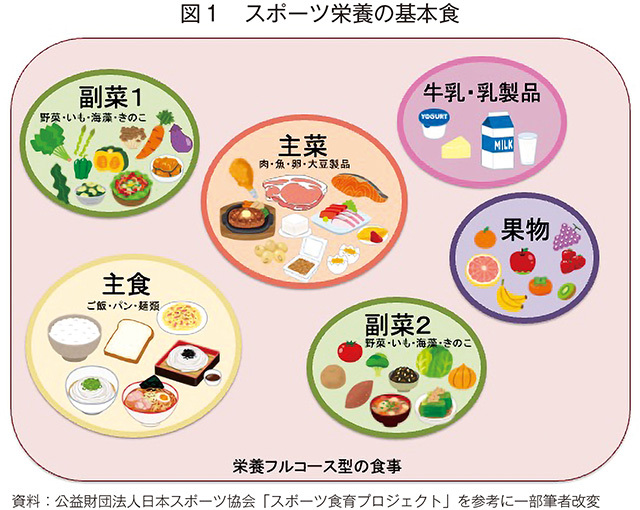 図1 スポーツ栄養の基本食
副菜1
野菜・いも・海藻・きのこ
主菜
肉・魚・卵・大豆製品
牛乳・乳製品
YOGURT
MILK
果物
主食
ご飯・パン・麺類
副菜2
野菜・いも・海藻・きのこ
栄養フルコース型の食事
資料：公益財団法人日本スポーツ協会「スポーツ食育プロジェクト」を参考に一部筆者改変